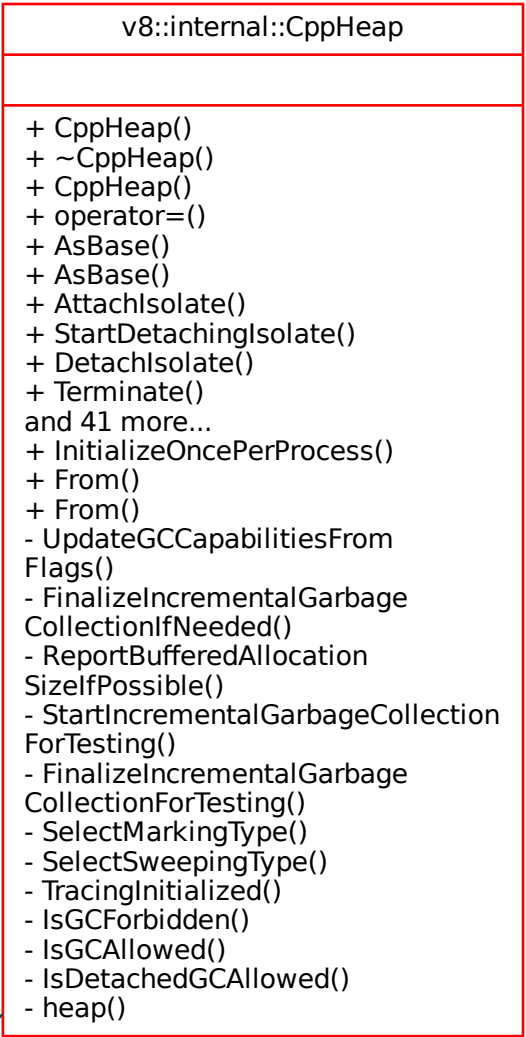 v8::internal::CppHeap
+ CppHeap()
+ ~CppHeap()
+ CppHeap()
+ operator=()
+ AsBase()
+ AsBase()
+ AttachIsolate()
+ StartDetachingIsolate()
+ DetachIsolate()
+ Terminate()
and 41 more...
+ InitializeOncePerProcess()
+ From()
+ From()
- UpdateGCCapabilitiesFrom
Flags()
- FinalizeIncrementalGarbage
CollectionIfNeeded()
- ReportBufferedAllocation
SizeIfPossible()
- StartIncrementalGarbageCollection
ForTesting()
- FinalizeIncrementalGarbage
CollectionForTesting()
- SelectMarkingType()
- SelectSweepingType()
- TracingInitialized()
- IsGCForbidden()
- IsGCAllowed()
- IsDetachedGCAllowed()
- heap()